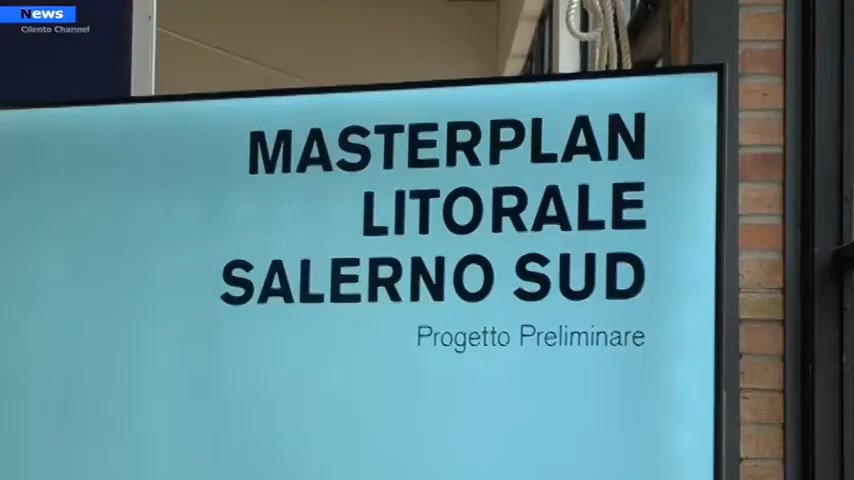 News
Cilento Channel
MASTERPLAN
LITORALE
SALERNO SUD
Progetto Preliminare